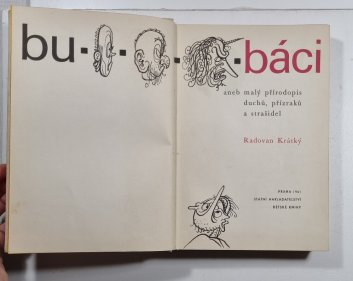 bu...báci
aneb malý přírodopis
duchů, přízraků
a strašidel
Radovan Krátký
PRAHA 1961
STÁTNÍ NAKLADATELSTVÍ
DĚTSKÉ KNIHY